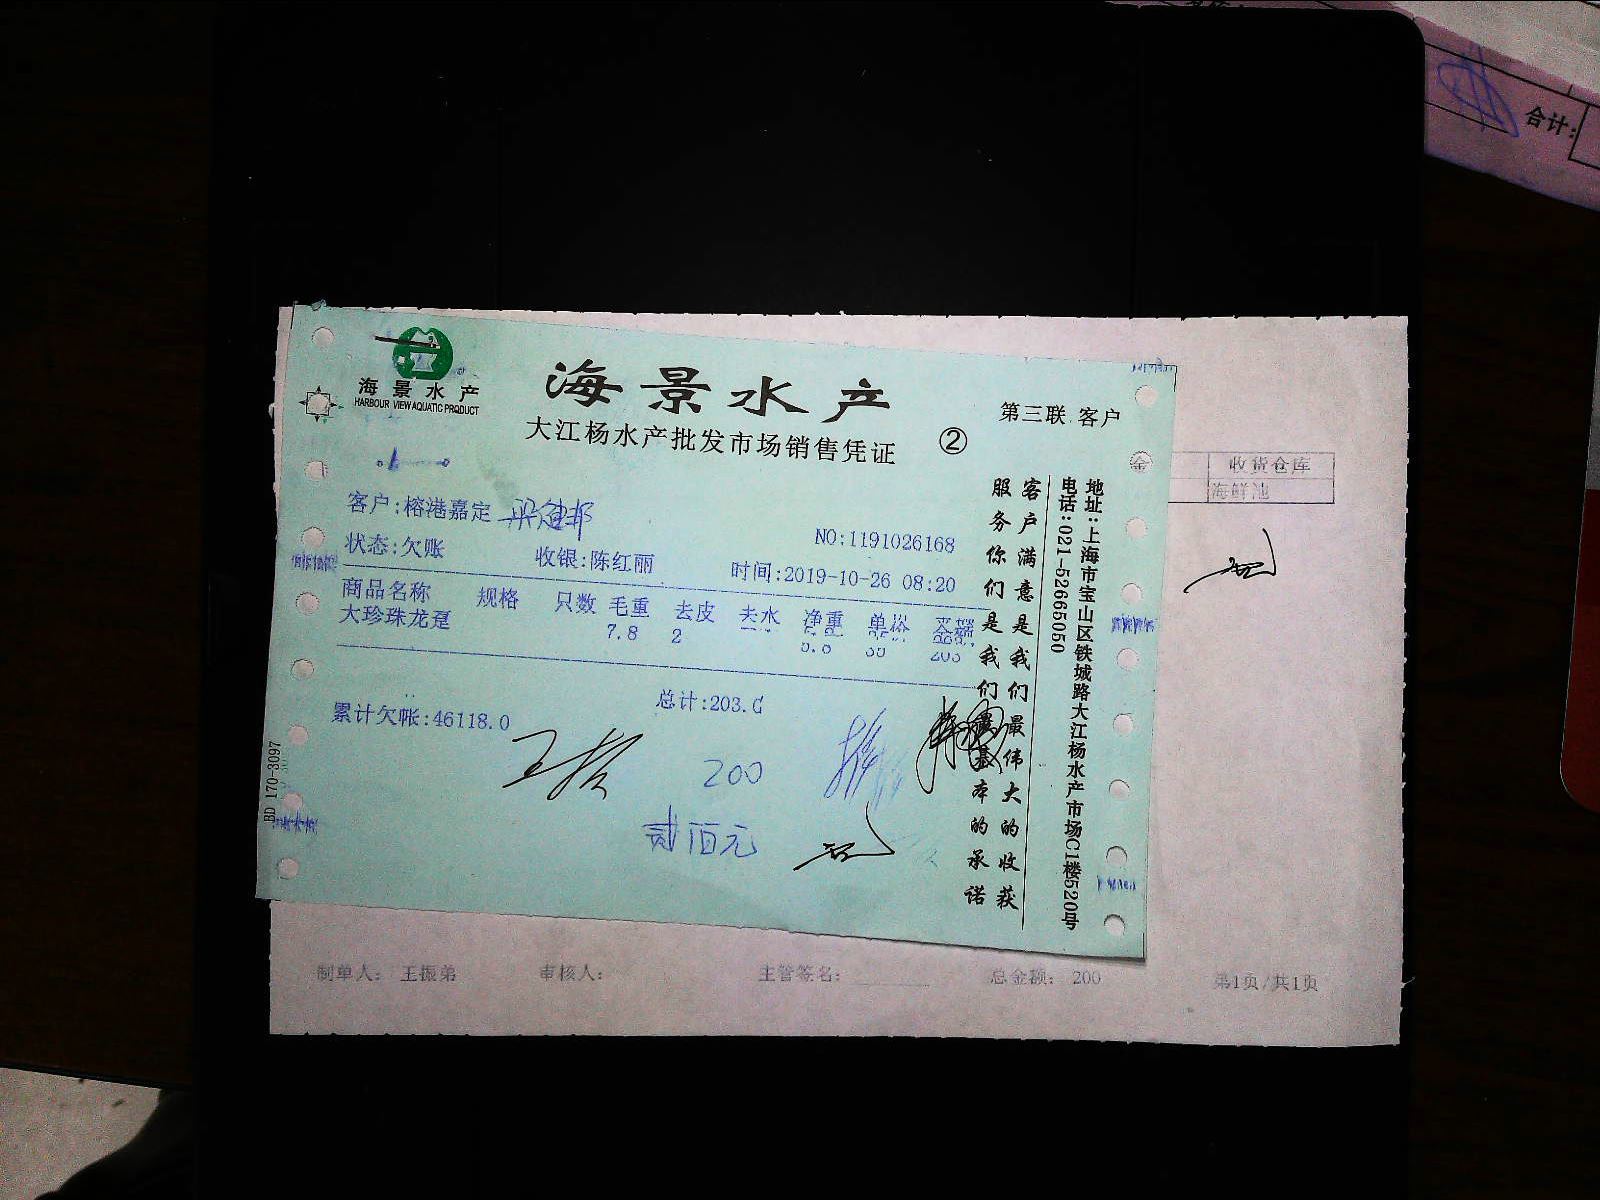 合计:
海景水产
HARBOUR VIEW AQUATIC PRODUCT
海景水产
大江杨水产批发市场销售凭证
②
第三联 客户
客户:榕港嘉定
NO:1191026168
状态:欠账
收银:陈红丽
时间:2019-10-26 08:20
商品名称 规格 只数 毛重 去皮 去水 净重 单价 金额
大珍珠龙趸 7.8 2 5.8 35 203
总计:203.0
累计欠帐:46118.0
200
贰佰元
客户满意是我们最伟大的收获
服务你们是我们最基本的承诺
地址:上海市宝山区铁城路大江杨水产市场C1楼520号
电话:021-52665050
BD 170-3097
金
收货仓库
海鲜池
制单人: 王振弟 审核人: 主管签名: 总金额: 200 第1页/共1页